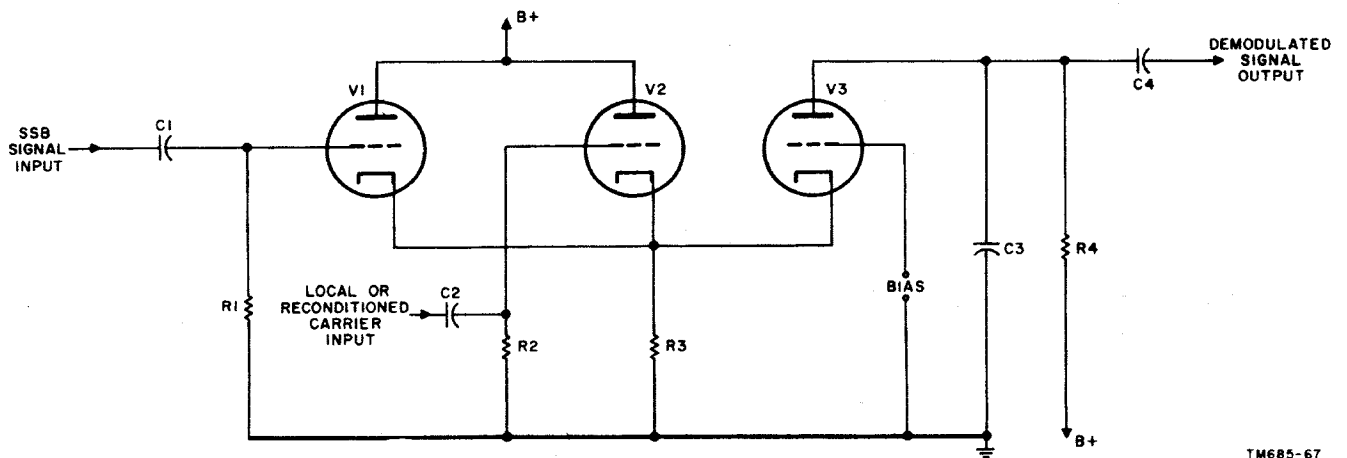 B+
V1
V2
V3
C4
DEMODULATED
SIGNAL
OUTPUT
SSB
SIGNAL
INPUT
C1
R1
LOCAL OR
RECONDITIONED
CARRIER
INPUT
C2
R2
R3
BIAS
C3
R4
B+
TM685-67